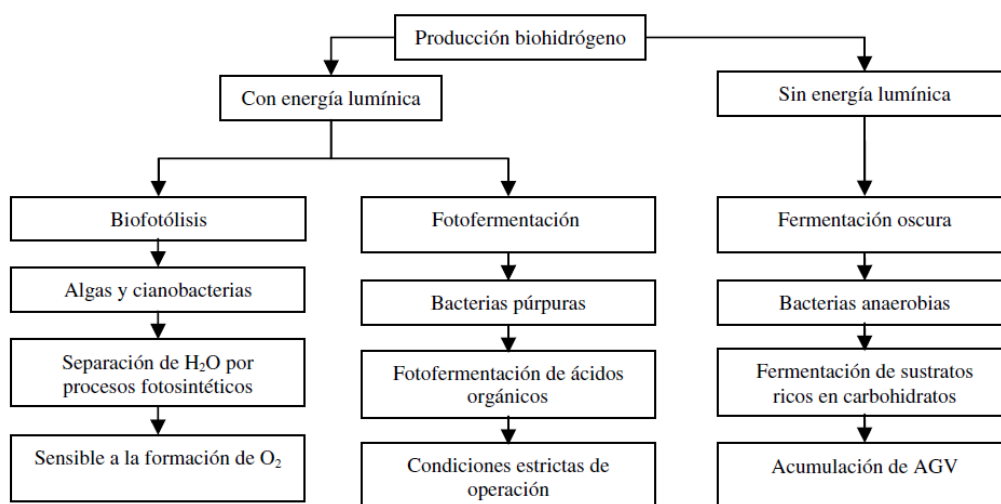 Producción biohidrógeno
Con energía lumínica
Sin energía lumínica
Biofotólisis
Fotofermentación
Fermentación oscura
Algas y cianobacterias
Bacterias púrpuras
Bacterias anaerobias
Separación de H₂O por
procesos fotosintéticos
Fotofermentación de ácidos
orgánicos
Fermentación de sustratos
ricos en carbohidratos
Sensible a la formación de O₂
Condiciones estrictas de
operación
Acumulación de AGV